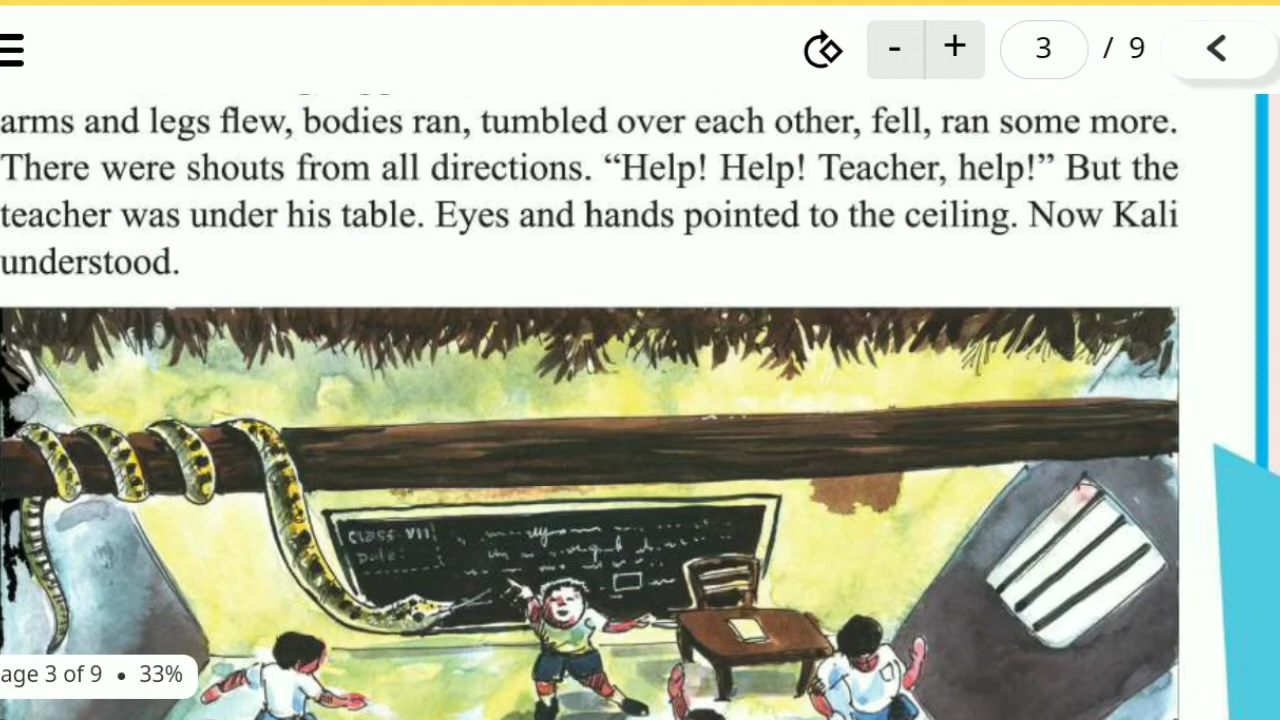 - + 3 / 9
arms and legs flew, bodies ran, tumbled over each other, fell, ran some more.
There were shouts from all directions. “Help! Help! Teacher, help!” But the
teacher was under his table. Eyes and hands pointed to the ceiling. Now Kali
understood.
Class VII
Date:
age 3 of 9 • 33%